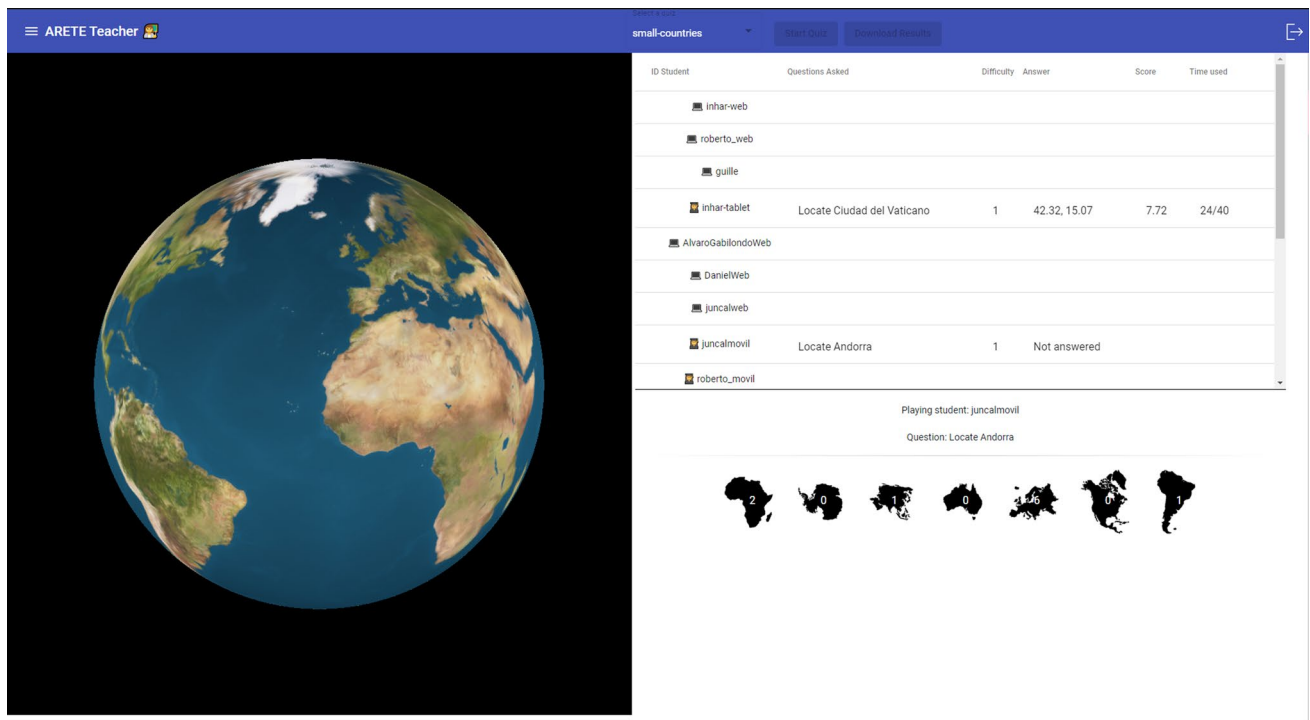 ARETE Teacher
Select a quiz
small-countries
Start Quiz
Download Results
ID Student Questions Asked Difficulty Answer Score Time used
inhar-web
roberto_web
guille
inhar-tablet Locate Ciudad del Vaticano 1 42.32, 15.07 7.72 24/40
AlvaroGabilondoWeb
DanielWeb
juncalweb
juncalmovil Locate Andorra 1 Not answered
roberto_movil
Playing student: juncalmovil
Question: Locate Andorra
2 0 1 0 6 0 1